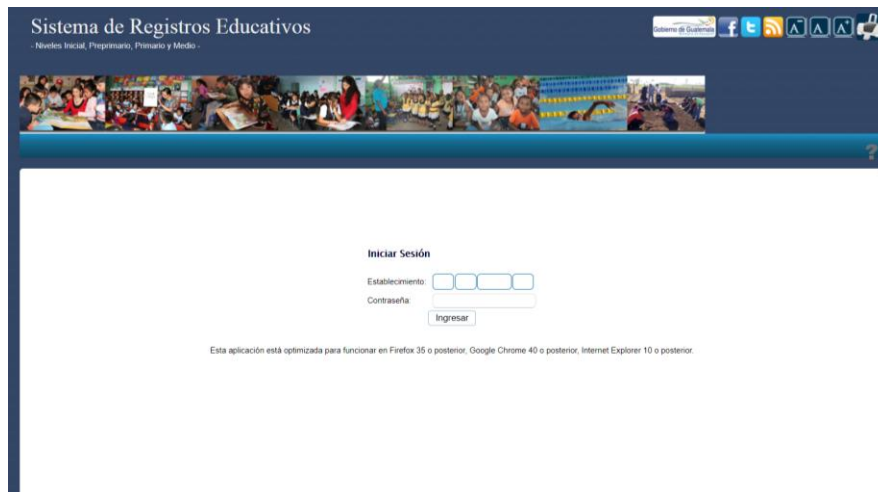 Sistema de Registros Educativos
- Niveles Inicial, Preprimario, Primario y Medio -
Gobierno de Guatemala
A- A A+
?
Iniciar Sesión
Establecimiento:
Contraseña:
Ingresar
Esta aplicación está optimizada para funcionar en Firefox 35 o posterior, Google Chrome 40 o posterior, Internet Explorer 10 o posterior.